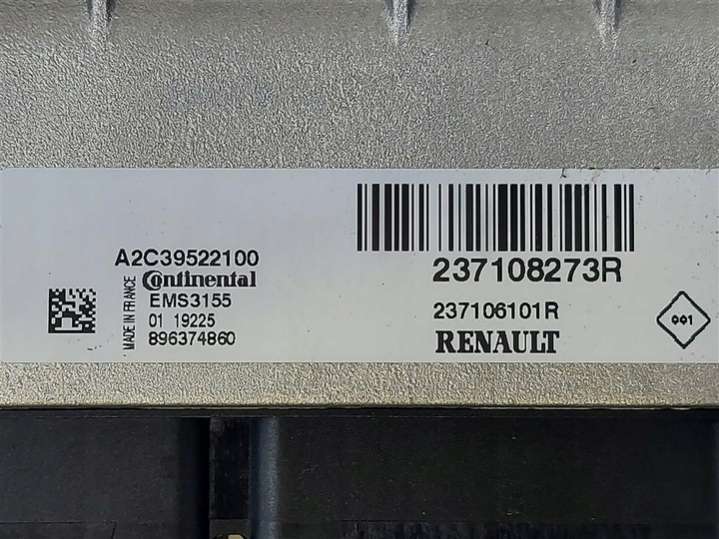 A2C39522100
Continental
EMS3155
01 19225
896374860
MADE IN FRANCE
237108273R
237106101R
RENAULT
001